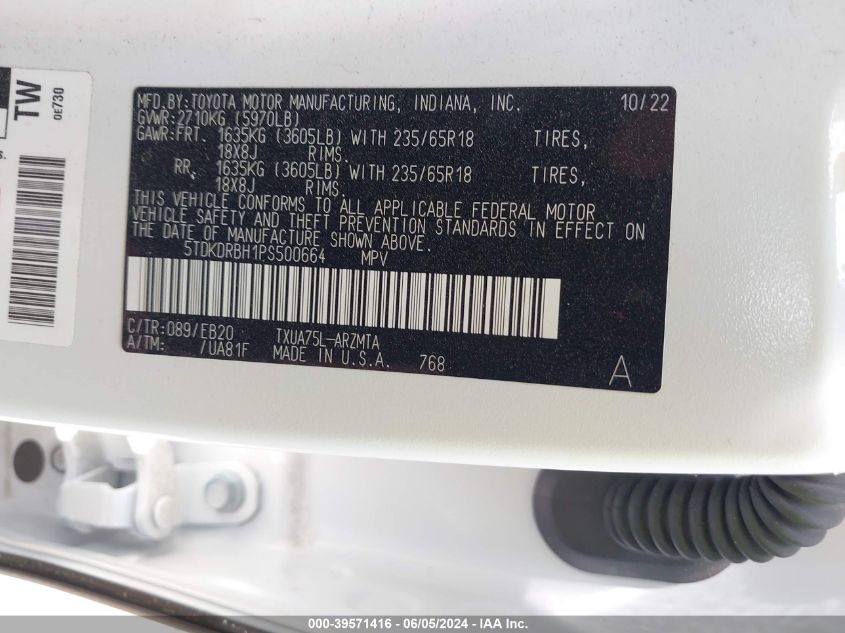 TW
OE730
s.
MFD.BY:TOYOTA MOTOR MANUFACTURING, INDIANA, INC. 10/22
GVWR:2710KG (5970LB)
GAWR:FRT. 1635KG (3605LB) WITH 235/65R18 TIRES,
18X8J RIMS.
RR. 1635KG (3605LB) WITH 235/65R18 TIRES,
18X8J RIMS.
THIS VEHICLE CONFORMS TO ALL APPLICABLE FEDERAL MOTOR
VEHICLE SAFETY AND THEFT PREVENTION STANDARDS IN EFFECT ON
THE DATE OF MANUFACTURE SHOWN ABOVE.
5TDKDRBH1PS500664 MPV
C/TR:089/EB20 TXUA75L-ARZMTA
A/TM: /UA81F MADE IN U.S.A. 768
A
000-39571416 - 06/05/2024 - IAA Inc.